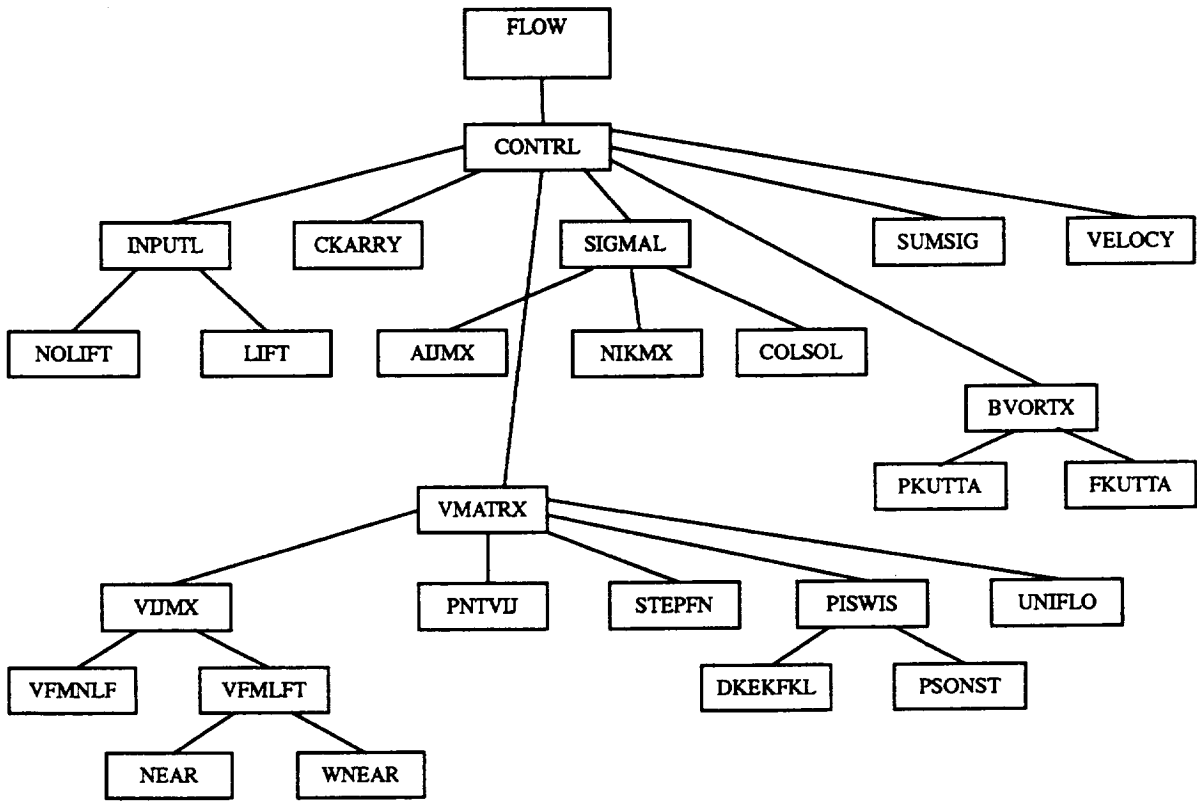 FLOW
CONTRL
INPUTL
CKARRY
SIGMAL
SUMSIG
VELOCY
NOLIFT
LIFT
AIJMX
NIKMX
COLSOL
BVORTX
PKUTTA
FKUTTA
VMATRX
VIJMX
PNTVIJ
STEPFN
PISWIS
UNIFLO
VFMNLF
VFMLFT
DKEKFKL
PSONST
NEAR
WNEAR